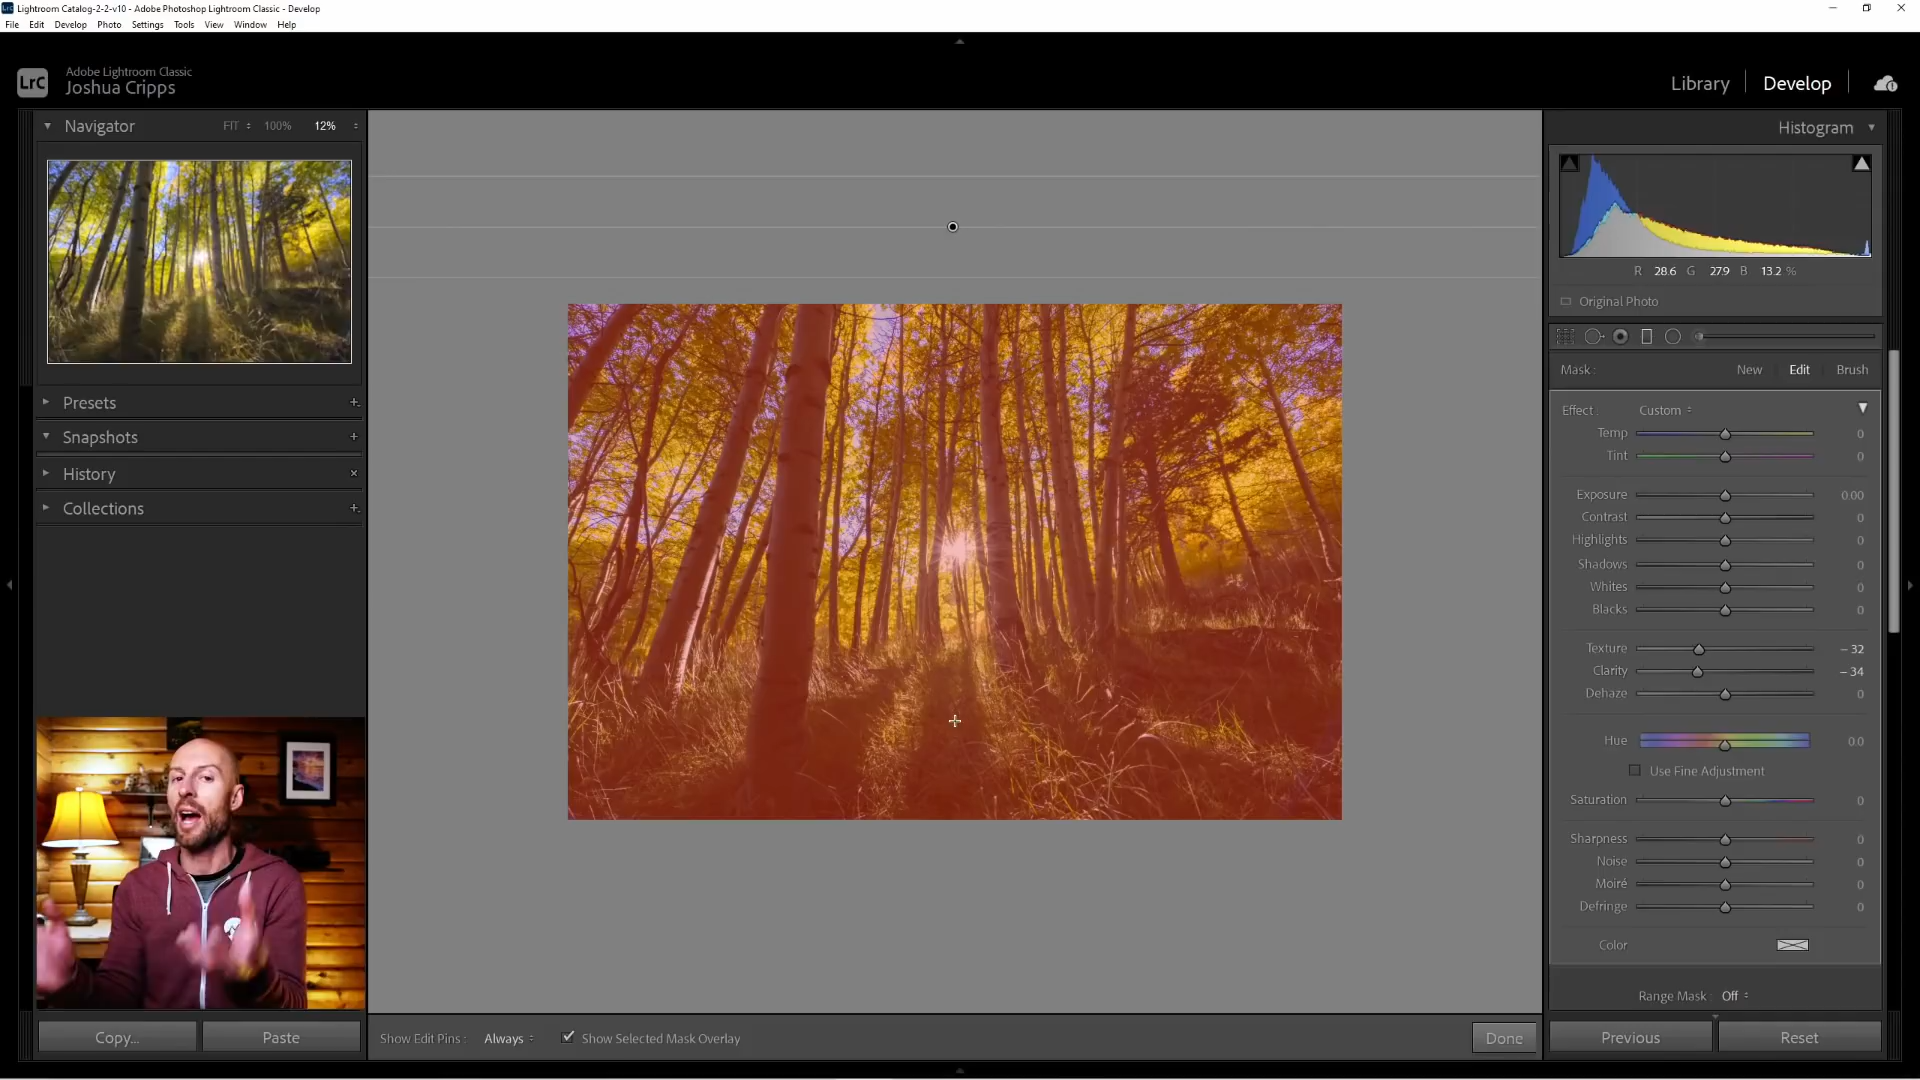 Lightroom Catalog-2-2-v10 - Adobe Photoshop Lightroom Classic - Develop
File Edit Develop Photo Settings Tools View Window Help
LrC
Adobe Lightroom Classic
Joshua Cripps
Library
Develop
Navigator FIT 100% 12%
Presets
Snapshots
History
Collections
Copy... Paste
Show Edit Pins : Always
Show Selected Mask Overlay
Done
Histogram
R 28.6 G 27.9 B 13.2 %
Original Photo
Mask : New Edit Brush
Effect : Custom
Temp 0
Tint 0
Exposure 0.00
Contrast 0
Highlights 0
Shadows 0
Whites 0
Blacks 0
Texture – 32
Clarity – 34
Dehaze 0
Hue 0.0
Use Fine Adjustment
Saturation 0
Sharpness 0
Noise 0
Moiré 0
Defringe 0
Color
Range Mask : Off
Previous Reset